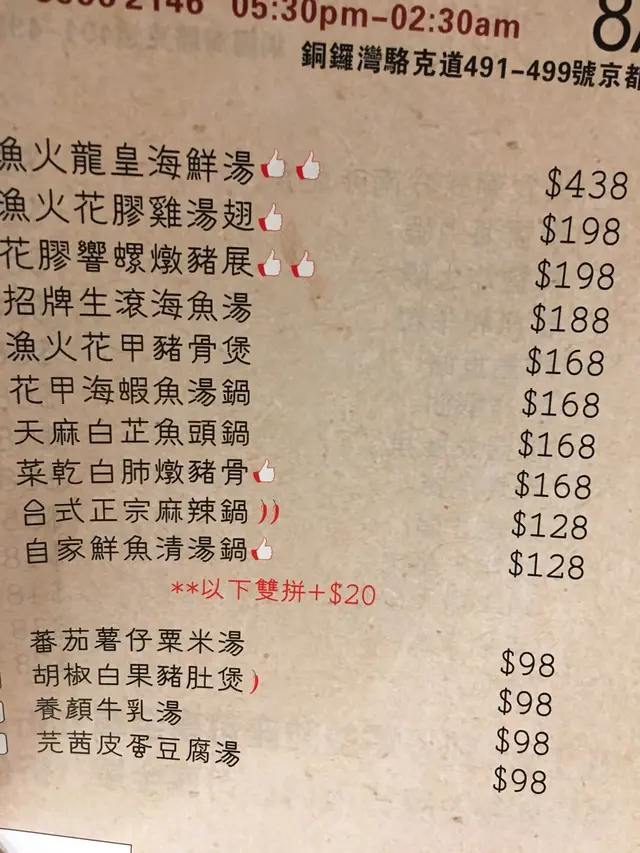 2146 05:30pm-02:30am
銅鑼灣駱克道491-499號京都
漁火龍皇海鮮湯 $438
漁火花膠雞湯翅 $198
花膠響螺燉豬展 $198
招牌生滾海魚湯 $188
漁火花甲豬骨煲 $168
花甲海蝦魚湯鍋 $168
天麻白芷魚頭鍋 $168
菜乾白肺燉豬骨 $168
台式正宗麻辣鍋 $128
自家鮮魚清湯鍋 $128
**以下雙拼+$20
蕃茄薯仔粟米湯 $98
胡椒白果豬肚煲 $98
養顏牛乳湯 $98
芫茜皮蛋豆腐湯 $98